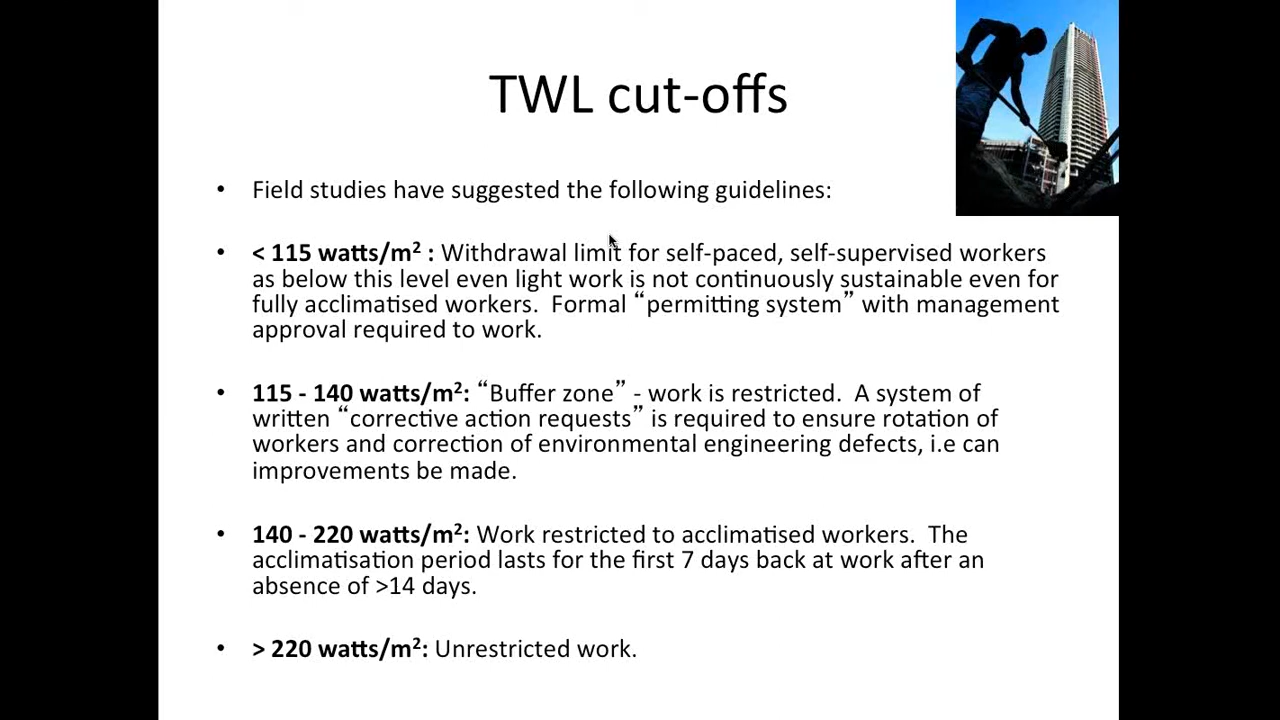 TWL cut-offs
• Field studies have suggested the following guidelines:
• < 115 watts/m² : Withdrawal limit for self-paced, self-supervised workers
as below this level even light work is not continuously sustainable even for
fully acclimatised workers.  Formal “permitting system” with management
approval required to work.
• 115 - 140 watts/m²: “Buffer zone” - work is restricted.  A system of
written “corrective action requests” is required to ensure rotation of
workers and correction of environmental engineering defects, i.e can
improvements be made.
• 140 - 220 watts/m²: Work restricted to acclimatised workers.  The
acclimatisation period lasts for the first 7 days back at work after an
absence of >14 days.
• > 220 watts/m²: Unrestricted work.